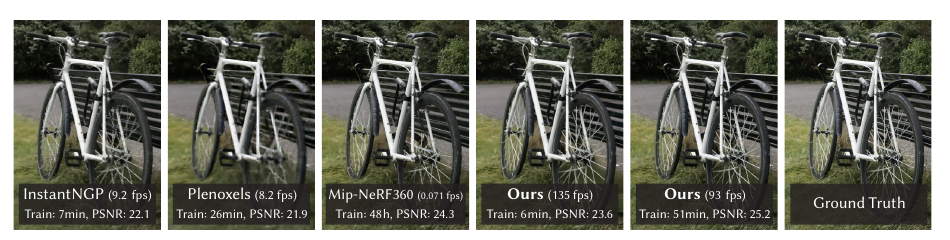 InstantNGP (9.2 fps)
Train: 7min, PSNR: 22.1
Plenoxels (8.2 fps)
Train: 26min, PSNR: 21.9
Mip-NeRF360 (0.071 fps)
Train: 48h, PSNR: 24.3
Ours (135 fps)
Train: 6min, PSNR: 23.6
Ours (93 fps)
Train: 51min, PSNR: 25.2
Ground Truth